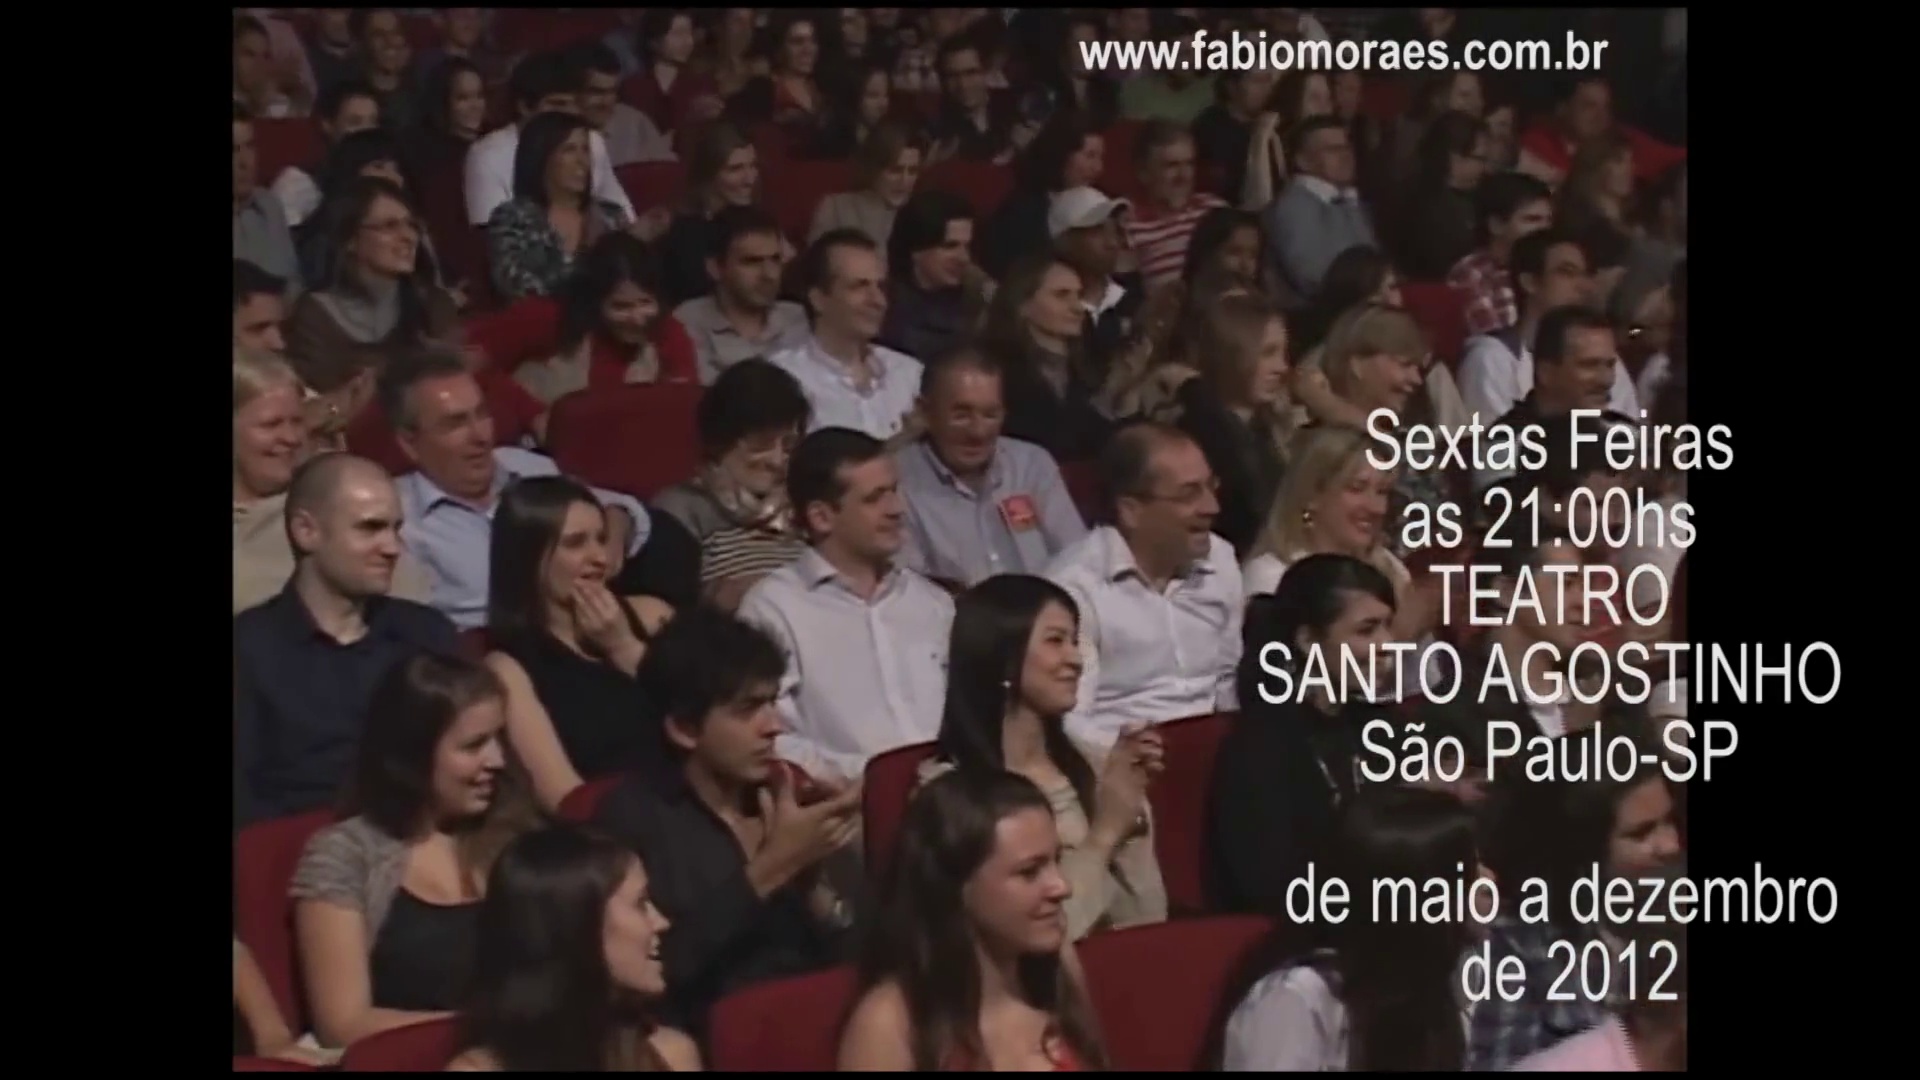 www.fabiomoraes.com.br
Sextas Feiras
as 21:00hs
TEATRO
SANTO AGOSTINHO
São Paulo-SP
de maio a dezembro
de 2012